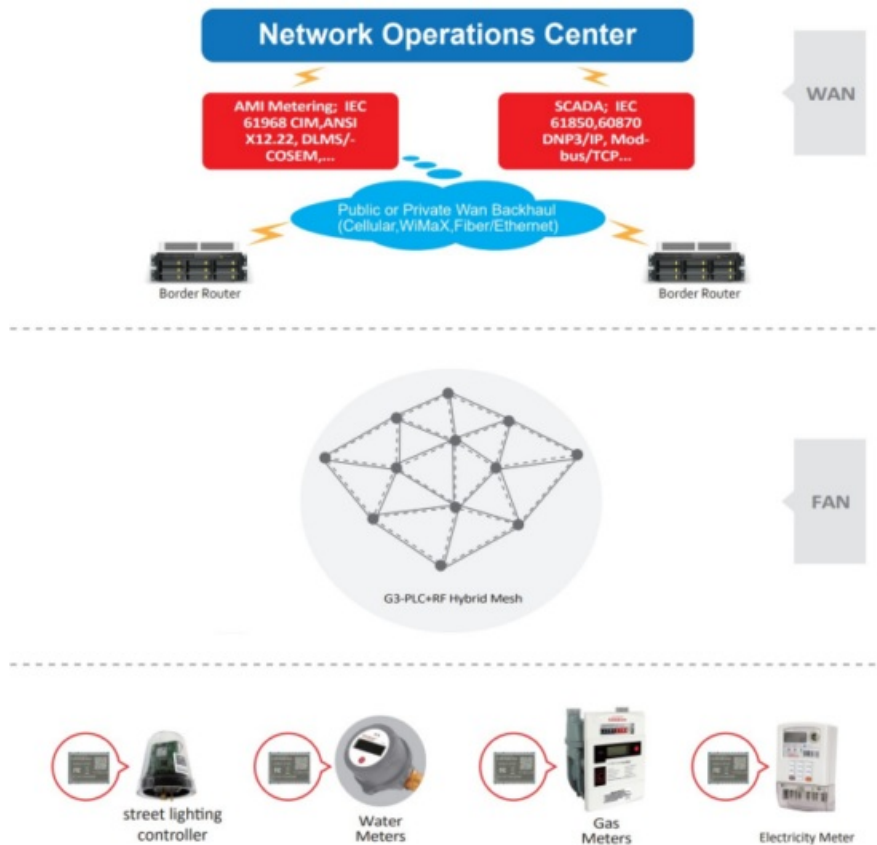 Network Operations Center
WAN
AMI Metering; IEC
61968 CIM,ANSI
X12.22, DLMS/-
COSEM,...
SCADA; IEC
61850,60870
DNP3/IP, Mod-
bus/TCP...
Public or Private Wan Backhaul
(Cellular,WiMaX,Fiber/Ethernet)
Border Router
Border Router
FAN
G3-PLC+RF Hybrid Mesh
street lighting
controller
Water
Meters
Gas
Meters
Electricity Meter